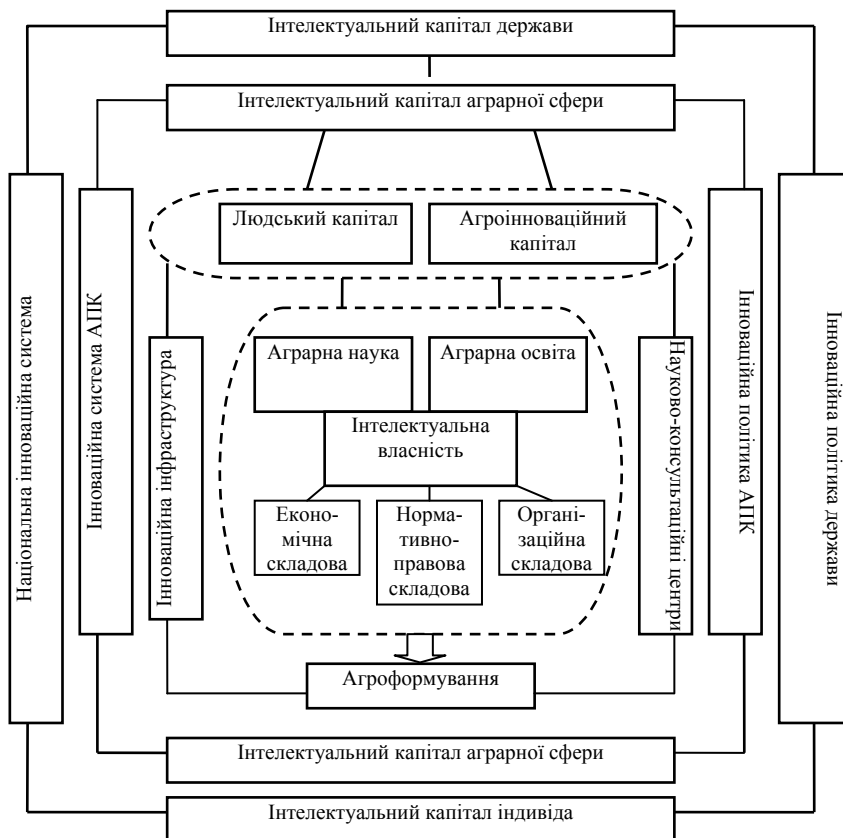 Інтелектуальний капітал держави
Інтелектуальний капітал аграрної сфери
Людський капітал
Агроінноваційний
капітал
Національна інноваційна система
Інноваційна система АПК
Інноваційна інфраструктура
Аграрна наука
Аграрна освіта
Інтелектуальна
власність
Еконо-
мічна
складова
Норма-
тивно-
правова
складова
Органі-
заційна
складова
Науково-консультаційні центри
Інноваційна політика АПК
Інноваційна політика держави
Агроформування
Інтелектуальний капітал аграрної сфери
Інтелектуальний капітал індивіда